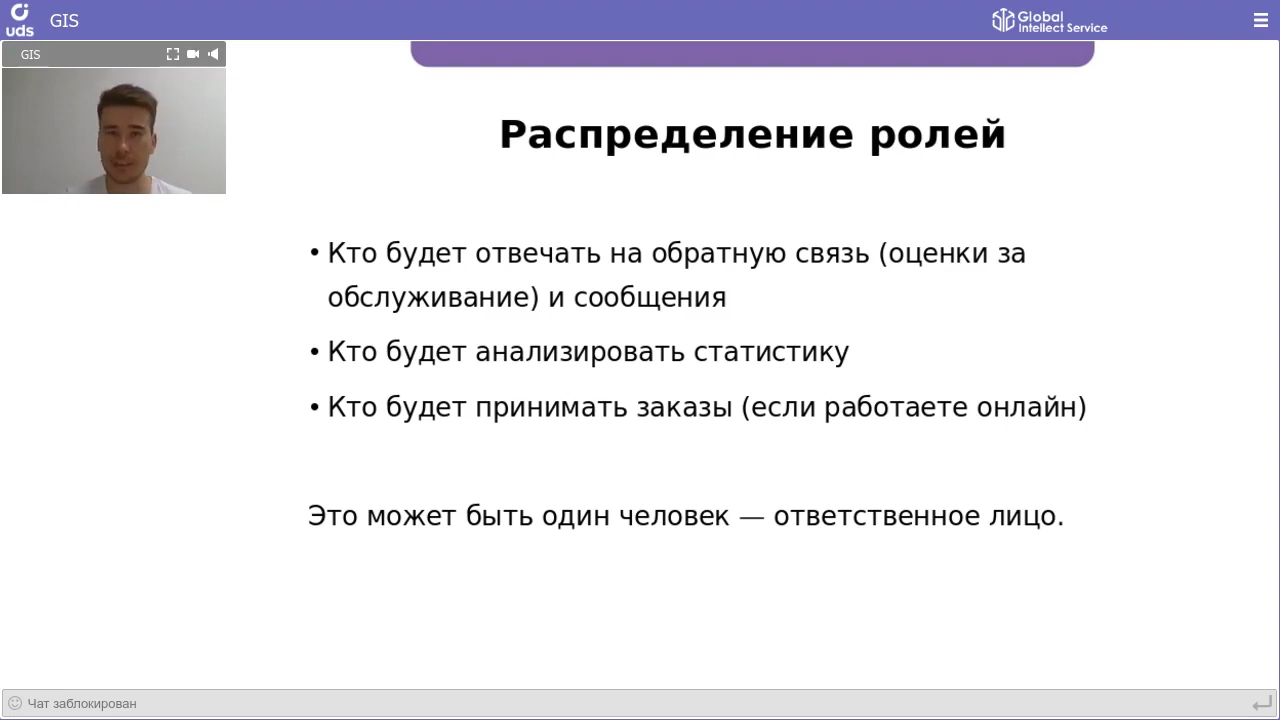 uds
GIS
Global
Intellect Service
GIS
Распределение ролей
• Кто будет отвечать на обратную связь (оценки за
обслуживание) и сообщения
• Кто будет анализировать статистику
• Кто будет принимать заказы (если работаете онлайн)
Это может быть один человек — ответственное лицо.
Чат заблокирован